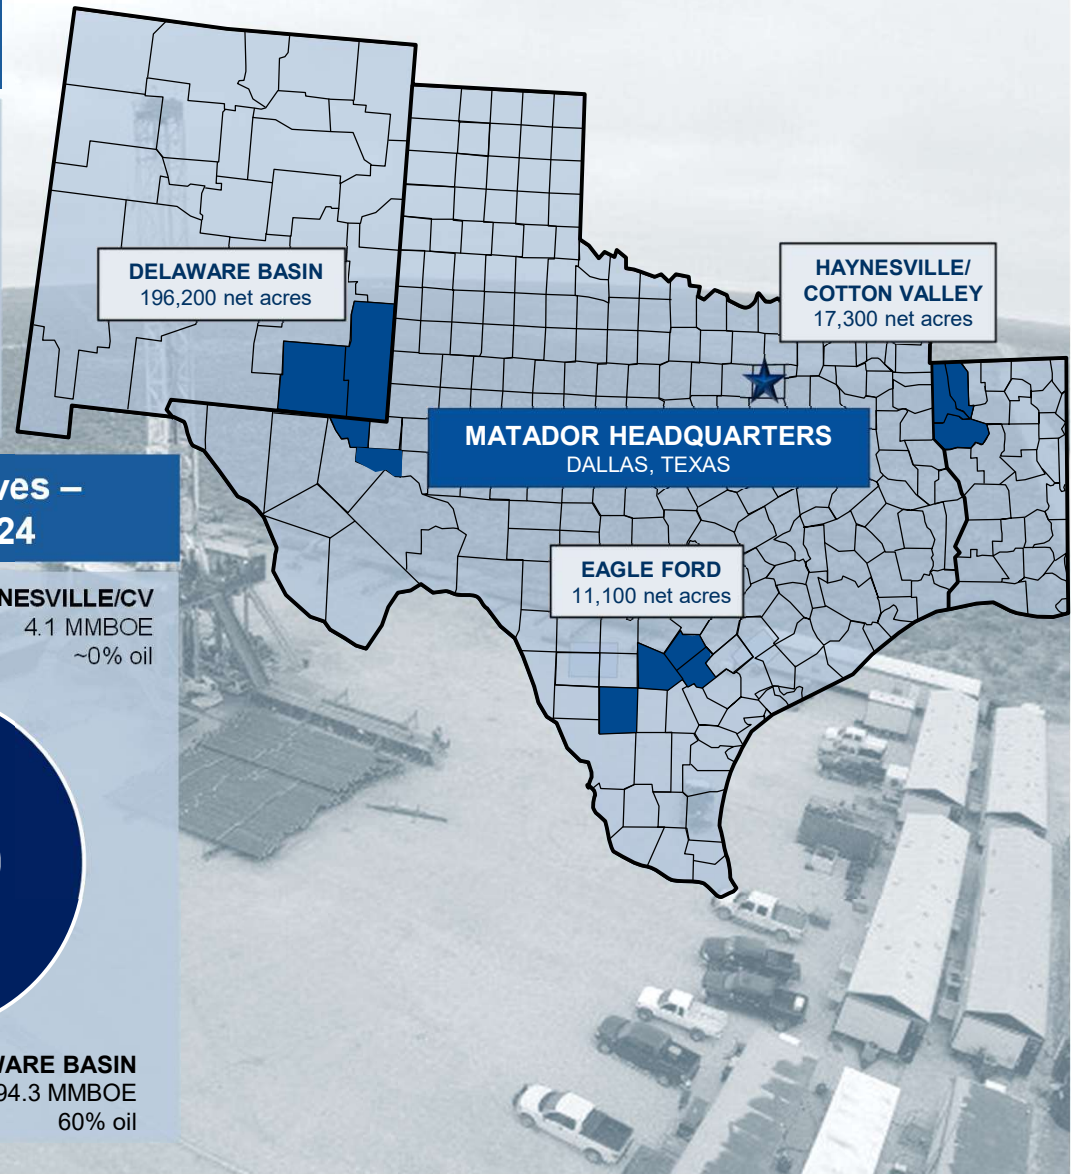 DELAWARE BASIN
196,200 net acres
HAYNESVILLE/
COTTON VALLEY
17,300 net acres
MATADOR HEADQUARTERS
DALLAS, TEXAS
EAGLE FORD
11,100 net acres
ves –
24
NESVILLE/CV
4.1 MMBOE
~0% oil
WARE BASIN
94.3 MMBOE
60% oil